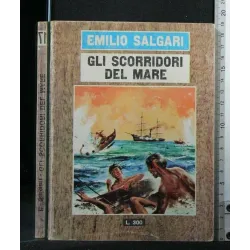 EMILIO SALGARI
GLI SCORRIDORI
DEL MARE
L. 300